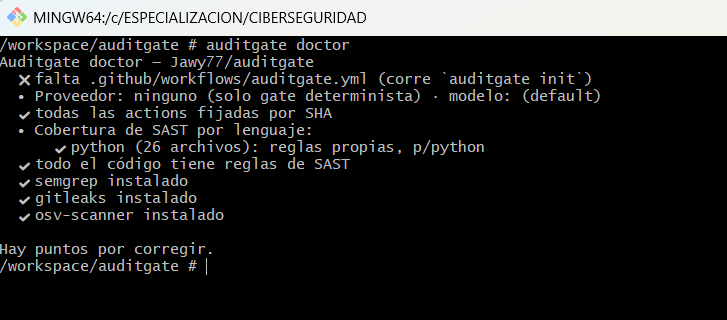 MINGW64:/c/ESPECIALIZACION/CIBERSEGURIDAD
/workspace/auditgate # auditgate doctor
Auditgate doctor — Jawy77/auditgate
✗ falta .github/workflows/auditgate.yml (corre `auditgate init`)
• Proveedor: ninguno (solo gate determinista) · modelo: (default)
✓ todas las actions fijadas por SHA
• Cobertura de SAST por lenguaje:
✓ python (26 archivos): reglas propias, p/python
✓ todo el código tiene reglas de SAST
✓ semgrep instalado
✓ gitleaks instalado
✓ osv-scanner instalado
Hay puntos por corregir.
/workspace/auditgate #